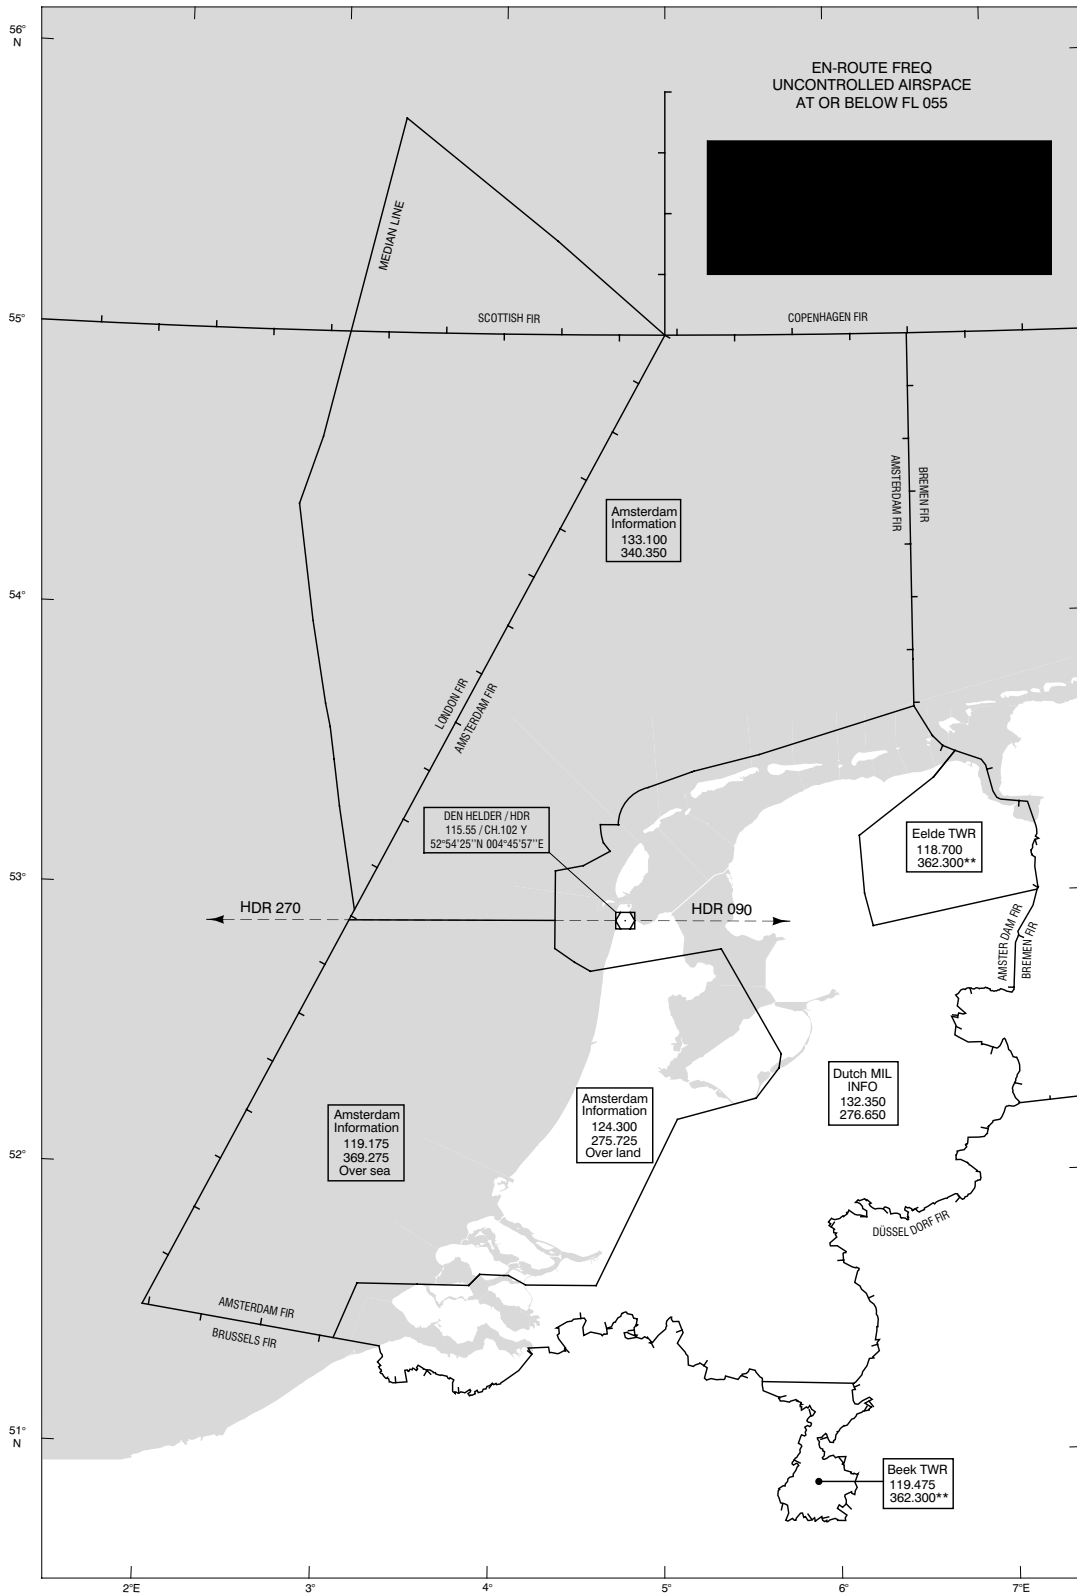 56°
N
EN-ROUTE FREQ
UNCONTROLLED AIRSPACE
AT OR BELOW FL 055
MEDIAN LINE
55°
SCOTTISH FIR
COPENHAGEN FIR
AMSTERDAM FIR
BREMEN FIR
Amsterdam
Information
133.100
340.350
54°
LONDON FIR
AMSTERDAM FIR
DEN HELDER / HDR
115.55 / CH.102 Y
52°54'25''N 004°45'57''E
Eelde TWR
118.700
362.300**
53°
HDR 270
HDR 090
AMSTER DAM FIR
BREMEN FIR
Dutch MIL
INFO
132.350
276.650
Amsterdam
Information
124.300
275.725
Over land
Amsterdam
Information
119.175
369.275
Over sea
52°
DÜSSEL DORF FIR
AMSTERDAM FIR
BRUSSELS FIR
51°
N
Beek TWR
119.475
362.300**
2°E
3°
4°
5°
6°
7°E